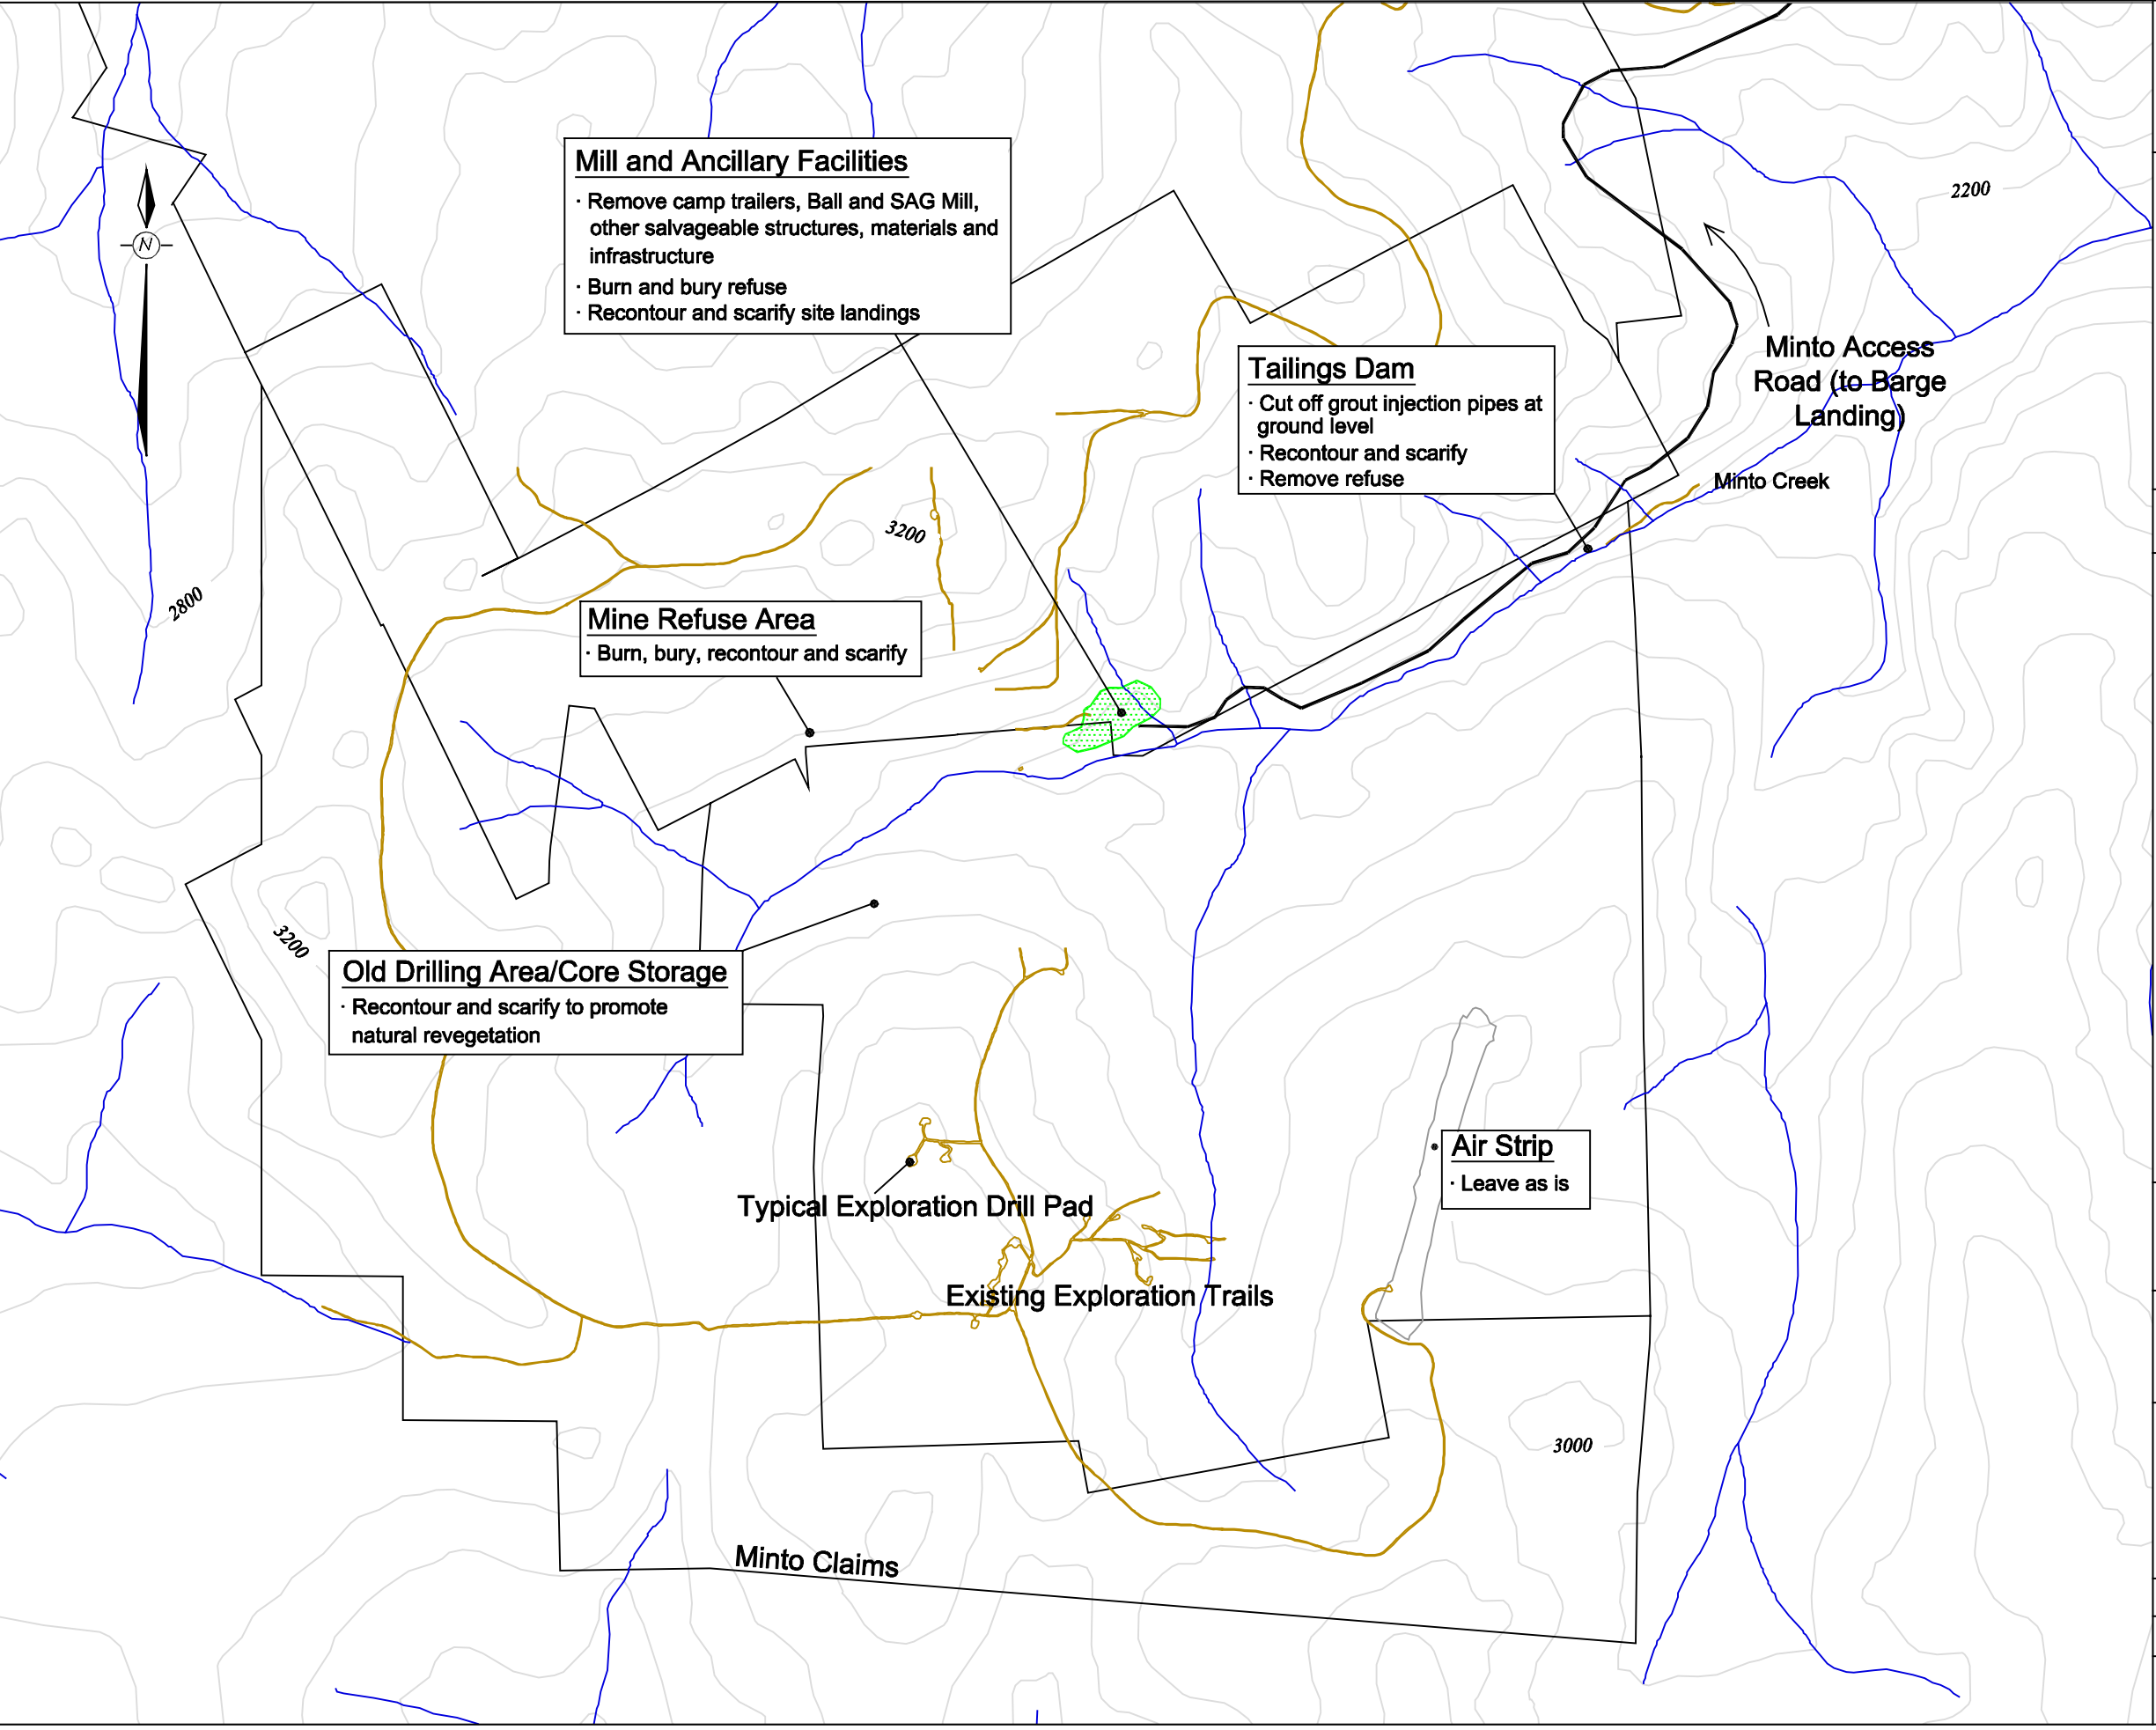 Mill and Ancillary Facilities
· Remove camp trailers, Ball and SAG Mill,
other salvageable structures, materials and
infrastructure
· Burn and bury refuse
· Recontour and scarify site landings
2200
N
Minto Access
Road (to Barge
Landing)
Tailings Dam
· Cut off grout injection pipes at
ground level
· Recontour and scarify
· Remove refuse
Minto Creek
3200
2800
Mine Refuse Area
· Burn, bury, recontour and scarify
3200
Old Drilling Area/Core Storage
· Recontour and scarify to promote
natural revegetation
Air Strip
· Leave as is
Typical Exploration Drill Pad
Existing Exploration Trails
3000
Minto Claims